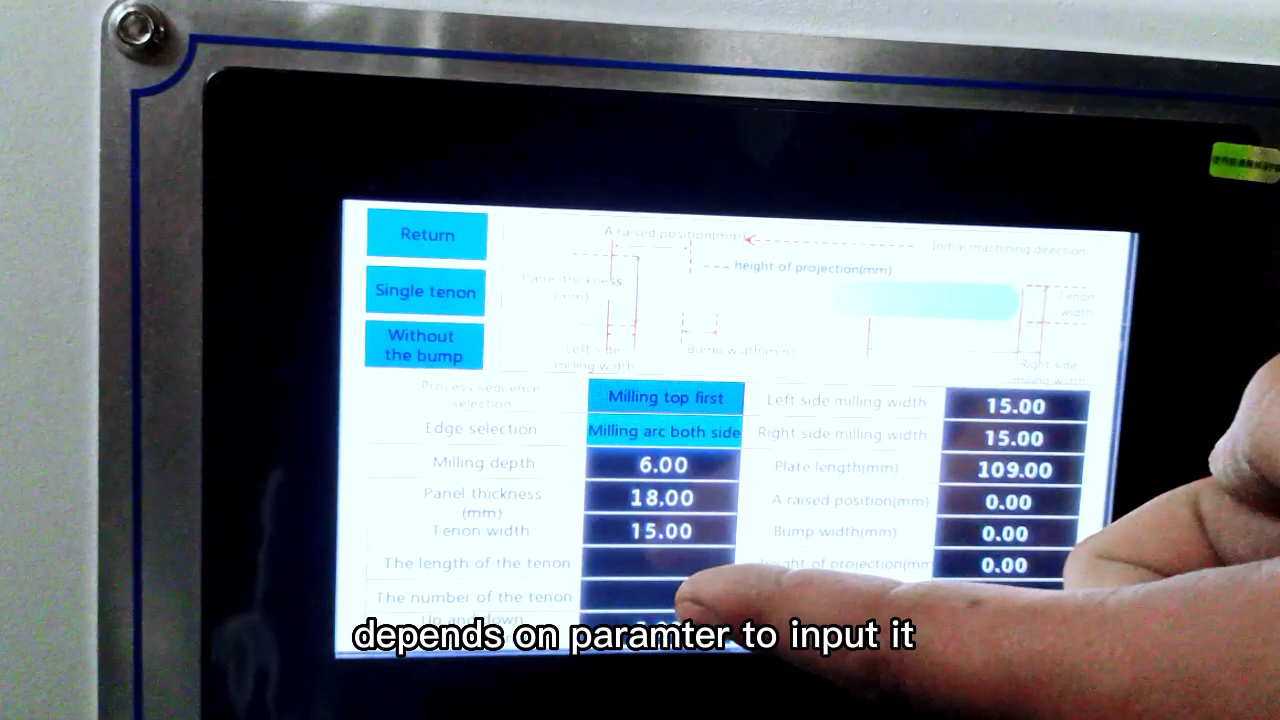 Return
Single tenon
Without
the bump
A raised position(mm)
Initial machining direction
height of projection(mm)
Panel thickness
(mm)
Tenon
width
Left side
milling width
Bump width(mm)
Right side
milling width
Process sequence
selection
Milling top first
Left side milling width
15.00
Edge selection
Milling arc both side
Right side milling width
15.00
Milling depth
6.00
Plate length(mm)
109.00
Panel thickness
(mm)
18.00
A raised position(mm)
0.00
Tenon width
15.00
Bump width(mm)
0.00
The length of the tenon
height of projection(mm
0.00
The number of the tenon
Up and down
depends on paramter to input it